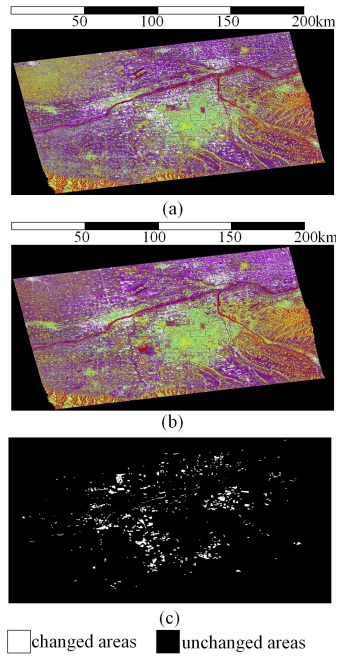 50 100 150 200km
(a)
50 100 150 200km
(b)
(c)
changed areas unchanged areas